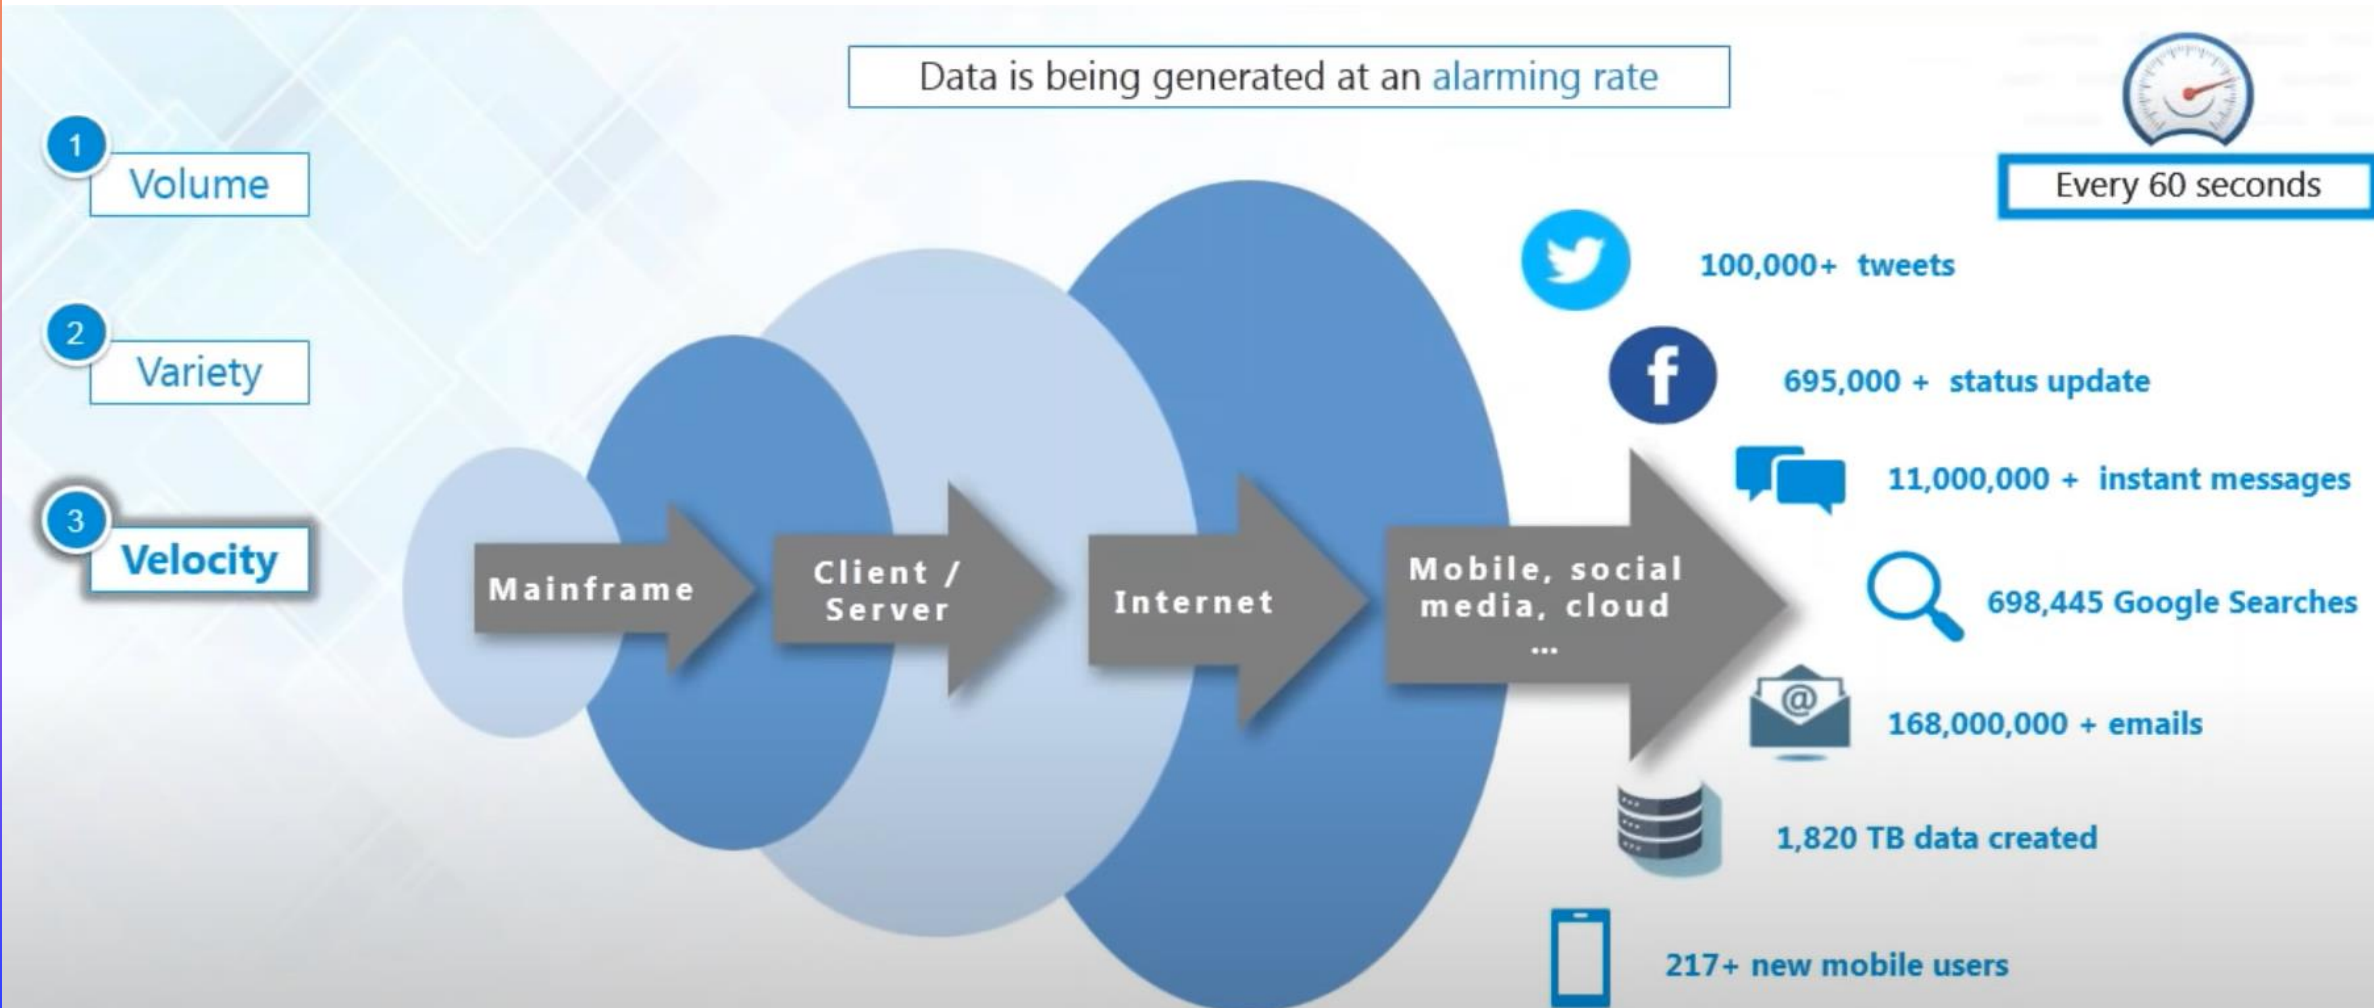 Data is being generated at an alarming rate
1
Volume
2
Variety
3
Velocity
Mainframe
Client /
Server
Internet
Mobile, social
media, cloud
...
Every 60 seconds
100,000+ tweets
f
695,000 + status update
11,000,000 + instant messages
698,445 Google Searches
@
168,000,000 + emails
1,820 TB data created
217+ new mobile users